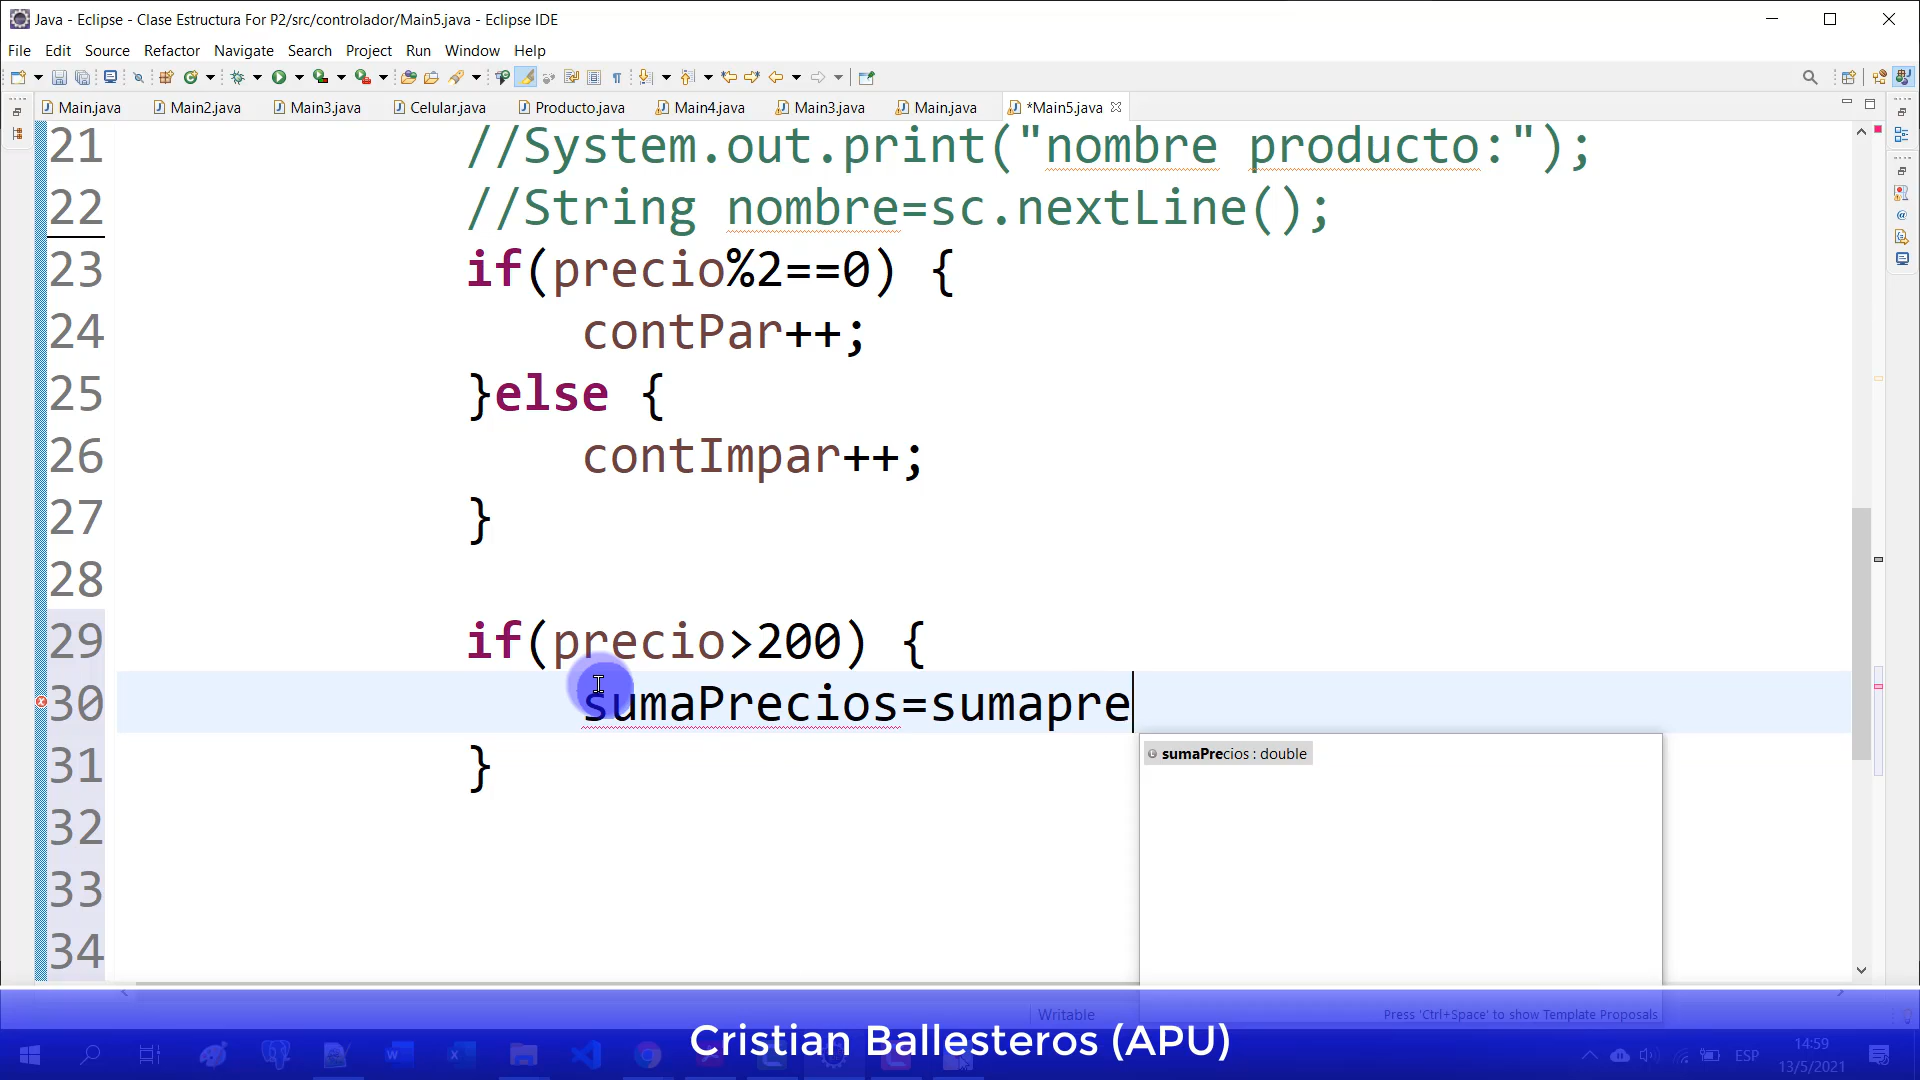 Java - Eclipse - Clase Estructura For P2/src/controlador/Main5.java - Eclipse IDE
File Edit Source Refactor Navigate Search Project Run Window Help
Main.java Main2.java Main3.java Celular.java Producto.java Main4.java Main3.java Main.java *Main5.java
21 //System.out.print("nombre producto:");
22 //String nombre=sc.nextLine();
23 if(precio%2==0) {
24 contPar++;
25 }else {
26 contImpar++;
27 }
28
29 if(precio>200) {
30 sumaPrecios=sumapre
31 }
sumaPrecios : double
32
33
34
Writable
Press 'Ctrl+Space' to show Template Proposals
Cristian Ballesteros (APU)
ESP
14:59
13/5/2021